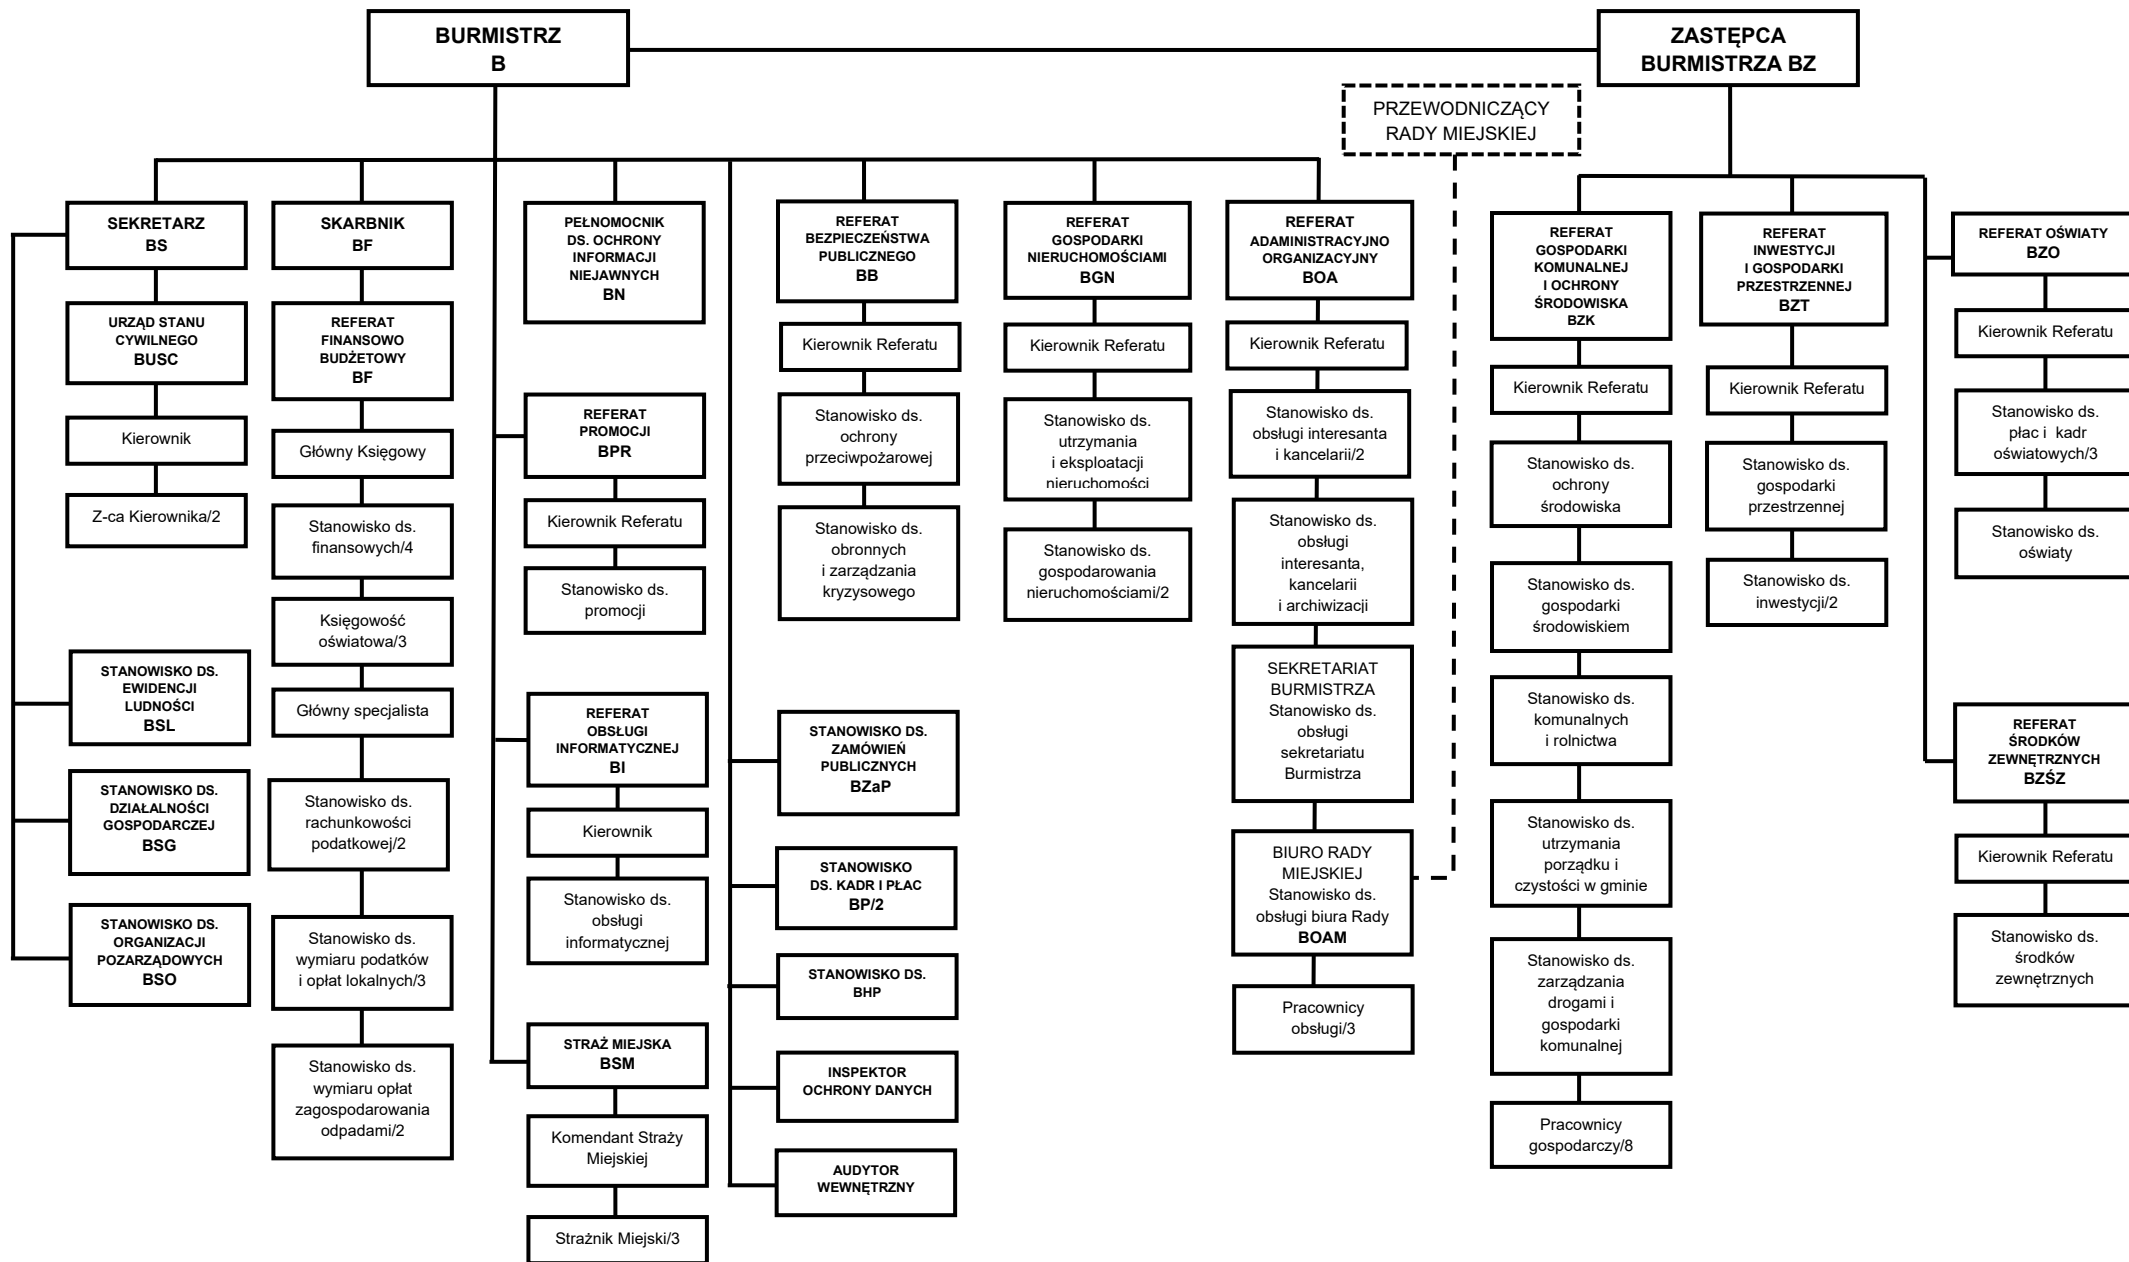 BURMISTRZ
B
ZASTĘPCA
BURMISTRZA BZ
PRZEWODNICZĄCY
RADY MIEJSKIEJ
SEKRETARZ
BS
URZĄD STANU
CYWILNEGO
BUSC
Kierownik
Z-ca Kierownika/2
STANOWISKO DS.
EWIDENCJI
LUDNOŚCI
BSL
STANOWISKO DS.
DZIAŁALNOŚCI
GOSPODARCZEJ
BSG
STANOWISKO DS.
ORGANIZACJI
POZARZĄDOWYCH
BSO
SKARBNIK
BF
REFERAT
FINANSOWO
BUDŻETOWY
BF
Główny Księgowy
Stanowisko ds.
finansowych/4
Księgowość
oświatowa/3
Główny specjalista
Stanowisko ds.
rachunkowości
podatkowej/2
Stanowisko ds.
wymiaru podatków
i opłat lokalnych/3
Stanowisko ds.
wymiaru opłat
zagospodarowania
odpadami/2
PEŁNOMOCNIK
DS. OCHRONY
INFORMACJI
NIEJAWNYCH
BN
REFERAT
PROMOCJI
BPR
Kierownik Referatu
Stanowisko ds.
promocji
REFERAT
OBSŁUGI
INFORMATYCZNEJ
BI
Kierownik
Stanowisko ds.
obsługi
informatycznej
STRAŻ MIEJSKA
BSM
Komendant Straży
Miejskiej
Strażnik Miejski/3
REFERAT
BEZPIECZEŃSTWA
PUBLICZNEGO
BB
Kierownik Referatu
Stanowisko ds.
ochrony
przeciwpożarowej
Stanowisko ds.
obronnych
i zarządzania
kryzysowego
STANOWISKO DS.
ZAMÓWIEŃ
PUBLICZNYCH
BZaP
STANOWISKO
DS. KADR I PŁAC
BP/2
STANOWISKO DS.
BHP
INSPEKTOR
OCHRONY DANYCH
AUDYTOR
WEWNĘTRZNY
REFERAT
GOSPODARKI
NIERUCHOMOŚCIAMI
BGN
Kierownik Referatu
Stanowisko ds.
utrzymania
i eksploatacji
nieruchomości
Stanowisko ds.
gospodarowania
nieruchomościami/2
REFERAT
ADAMINISTRACYJNO
ORGANIZACYJNY
BOA
Kierownik Referatu
Stanowisko ds.
obsługi interesanta
i kancelarii/2
Stanowisko ds.
obsługi
interesanta,
kancelarii
i archiwizacji
SEKRETARIAT
BURMISTRZA
Stanowisko ds.
obsługi
sekretariatu
Burmistrza
BIURO RADY
MIEJSKIEJ
Stanowisko ds.
obsługi biura Rady
BOAM
Pracownicy
obsługi/3
REFERAT
GOSPODARKI
KOMUNALNEJ
I OCHRONY
ŚRODOWISKA
BZK
Kierownik Referatu
Stanowisko ds.
ochrony
środowiska
Stanowisko ds.
gospodarki
środowiskiem
Stanowisko ds.
komunalnych
i rolnictwa
Stanowisko ds.
utrzymania
porządku i
czystości w gminie
Stanowisko ds.
zarządzania
drogami i
gospodarki
komunalnej
Pracownicy
gospodarczy/8
REFERAT
INWESTYCJI
I GOSPODARKI
PRZESTRZENNEJ
BZT
Kierownik Referatu
Stanowisko ds.
gospodarki
przestrzennej
Stanowisko ds.
inwestycji/2
REFERAT OŚWIATY
BZO
Kierownik Referatu
Stanowisko ds.
płac i kadr
oświatowych/3
Stanowisko ds.
oświaty
REFERAT
ŚRODKÓW
ZEWNĘTRZNYCH
BZŚZ
Kierownik Referatu
Stanowisko ds.
środków
zewnętrznych